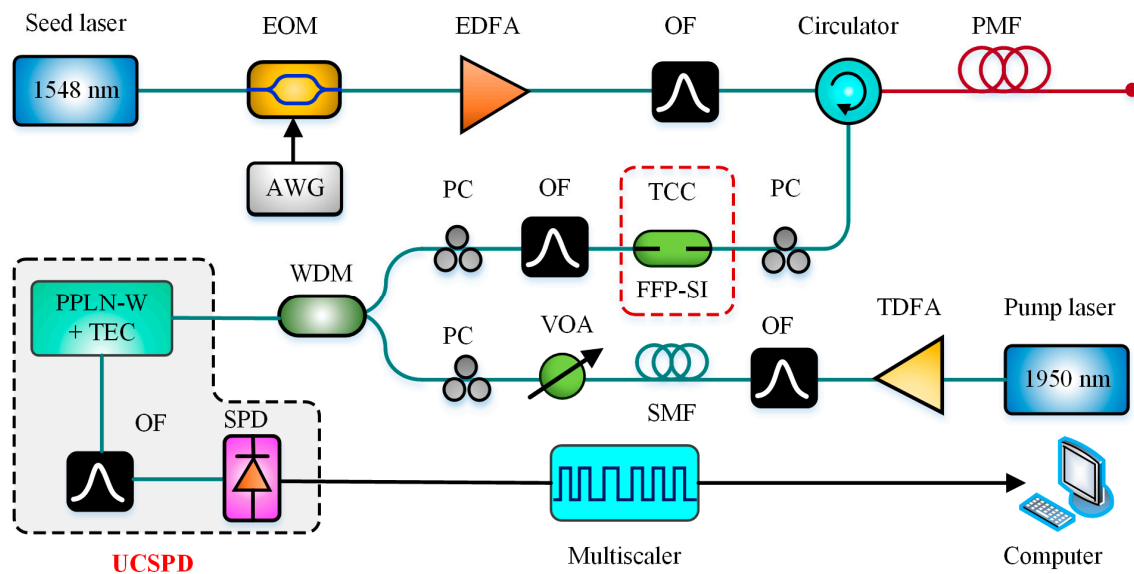 Seed laser
EOM
EDFA
OF
Circulator
PMF
1548 nm
AWG
PC
OF
TCC
PC
FFP-SI
WDM
PPLN-W
+ TEC
PC
VOA
SMF
OF
TDFA
Pump laser
1950 nm
OF
SPD
UCSPD
Multiscaler
Computer